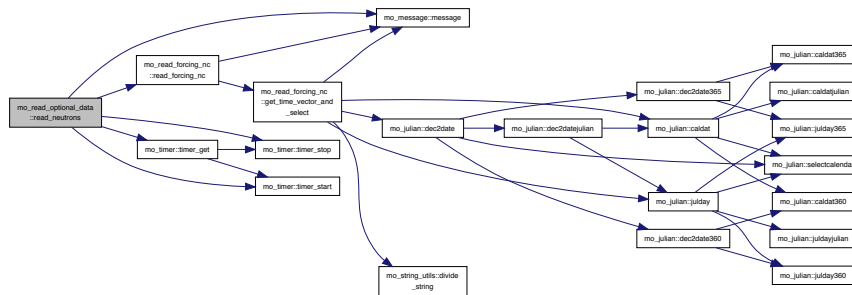 mo_message::message
mo_read_forcing_nc
::read_forcing_nc
mo_read_optional_data
::read_neutrons
mo_read_forcing_nc
::get_time_vector_and
_select
mo_timer::timer_get
mo_timer::timer_stop
mo_timer::timer_start
mo_julian::dec2date
mo_string_utils::divide
_string
mo_julian::dec2datejulian
mo_julian::dec2date365
mo_julian::caldat
mo_julian::julday
mo_julian::dec2date360
mo_julian::caldat365
mo_julian::caldatjulian
mo_julian::julday365
mo_julian::selectcalenda
mo_julian::caldat360
mo_julian::juldayjulian
mo_julian::julday360